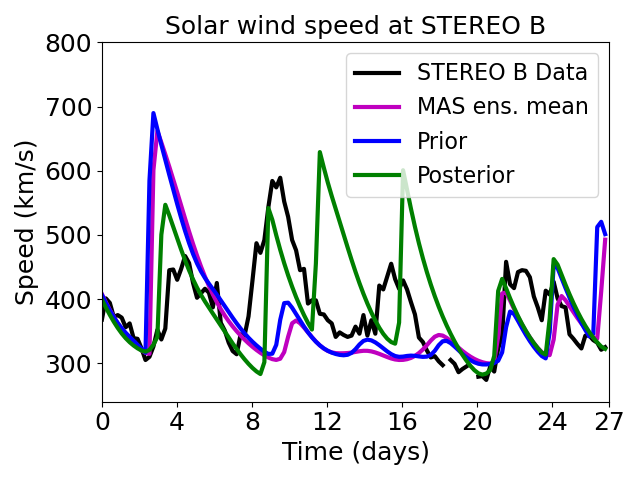 Solar wind speed at STEREO B
800
700
600
500
400
300
Speed (km/s)
STEREO B Data
MAS ens. mean
Prior
Posterior
0 4 8 12 16 20 24 27
Time (days)